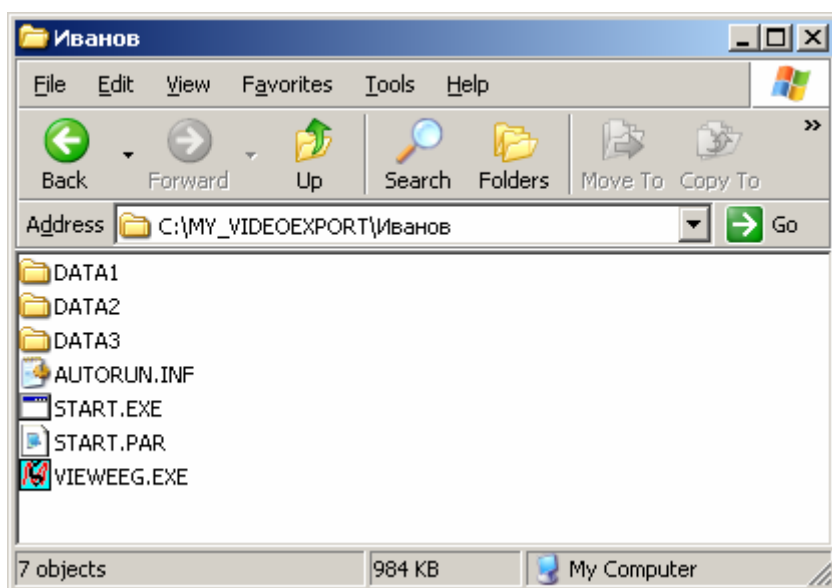 Иванов
File Edit View Favorites Tools Help
Back Forward Up Search Folders Move To Copy To »
Address C:\MY_VIDEOEXPORT\Иванов Go
DATA1
DATA2
DATA3
AUTORUN.INF
START.EXE
START.PAR
VIEWEEG.EXE
7 objects 984 KB My Computer